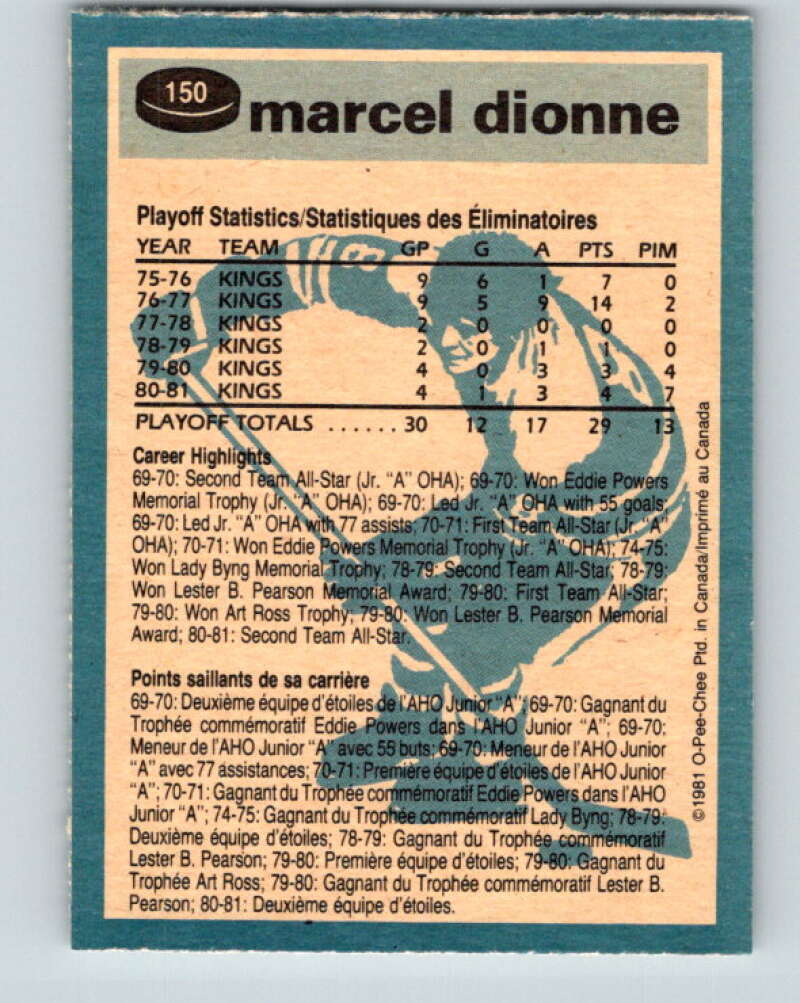 150
marcel dionne
Playoff Statistics/Statistiques des Éliminatoires
YEAR TEAM GP G A PTS PIM
75-76 KINGS 9 6 1 7 0
76-77 KINGS 9 5 9 14 2
77-78 KINGS 2 0 0 0 0
78-79 KINGS 2 0 1 1 0
79-80 KINGS 4 0 3 3 4
80-81 KINGS 4 1 3 4 7
PLAYOFF TOTALS ...... 30 12 17 29 13
Career Highlights
69-70: Second Team All-Star (Jr. "A" OHA); 69-70: Won Eddie Powers
Memorial Trophy (Jr. "A" OHA); 69-70: Led Jr. "A" OHA with 55 goals;
69-70: Led Jr. "A" OHA with 77 assists; 70-71: First Team All-Star (Jr. "A"
OHA); 70-71: Won Eddie Powers Memorial Trophy (Jr. "A" OHA); 74-75:
Won Lady Byng Memorial Trophy; 78-79: Second Team All-Star; 78-79:
Won Lester B. Pearson Memorial Award; 79-80: First Team All-Star;
79-80: Won Art Ross Trophy; 79-80: Won Lester B. Pearson Memorial
Award; 80-81: Second Team All-Star.
Points saillants de sa carrière
69-70: Deuxième équipe d'étoiles de l'AHO Junior "A"; 69-70: Gagnant du
Trophée commémoratif Eddie Powers dans l'AHO Junior "A"; 69-70:
Meneur de l'AHO Junior "A" avec 55 buts; 69-70: Meneur de l'AHO Junior
"A" avec 77 assistances; 70-71: Première équipe d'étoiles de l'AHO Junior
"A"; 70-71: Gagnant du Trophée commémoratif Eddie Powers dans l'AHO
Junior "A"; 74-75: Gagnant du Trophée commémoratif Lady Byng; 78-79:
Deuxième équipe d'étoiles; 78-79: Gagnant du Trophée commémoratif
Lester B. Pearson; 79-80: Première équipe d'étoiles; 79-80: Gagnant du
Trophée Art Ross; 79-80: Gagnant du Trophée commémoratif Lester B.
Pearson; 80-81: Deuxième équipe d'étoiles.
©1981 O-Pee-Chee Ptd. in Canada/Imprimé au Canada